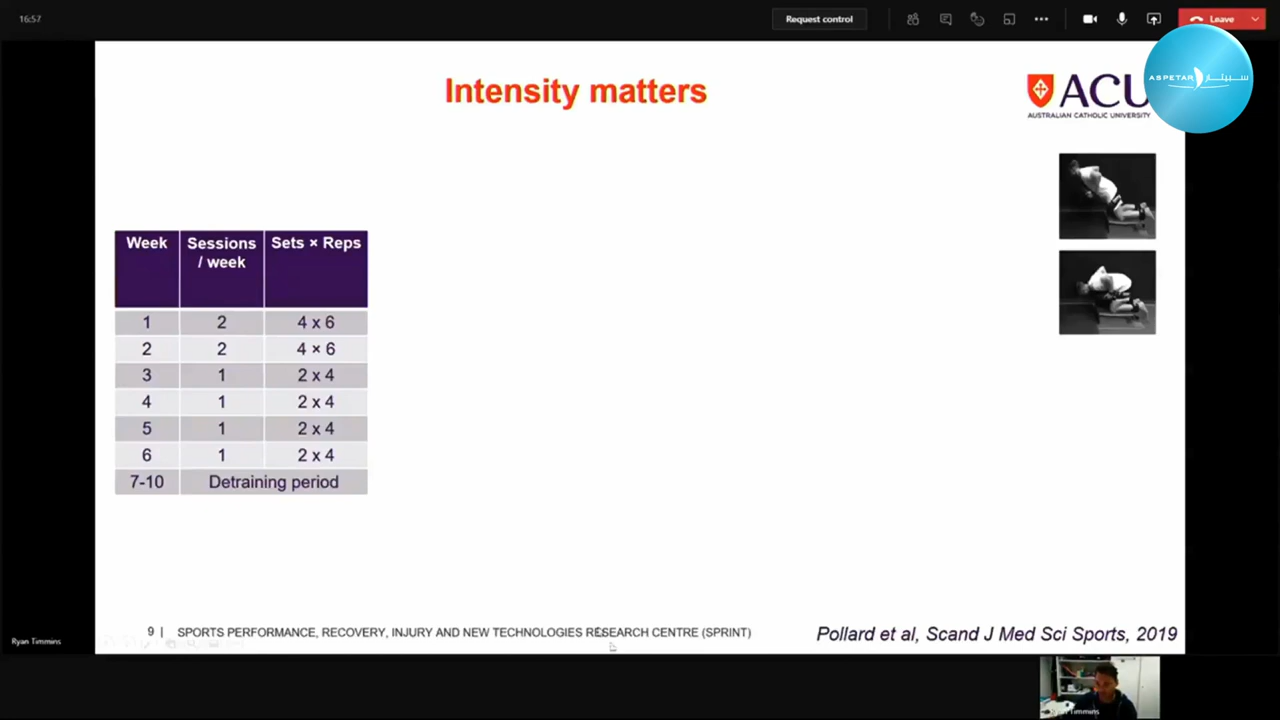 16:57
Request control
Leave
Intensity matters
ACU
AUSTRALIAN CATHOLIC UNIVERSITY
ASPETAR سبيتار
Week Sessions / week Sets × Reps
1 2 4 x 6
2 2 4 × 6
3 1 2 x 4
4 1 2 x 4
5 1 2 x 4
6 1 2 x 4
7-10 Detraining period
9 | SPORTS PERFORMANCE, RECOVERY, INJURY AND NEW TECHNOLOGIES RESEARCH CENTRE (SPRINT)
Pollard et al, Scand J Med Sci Sports, 2019
Ryan Timmins
Timmins